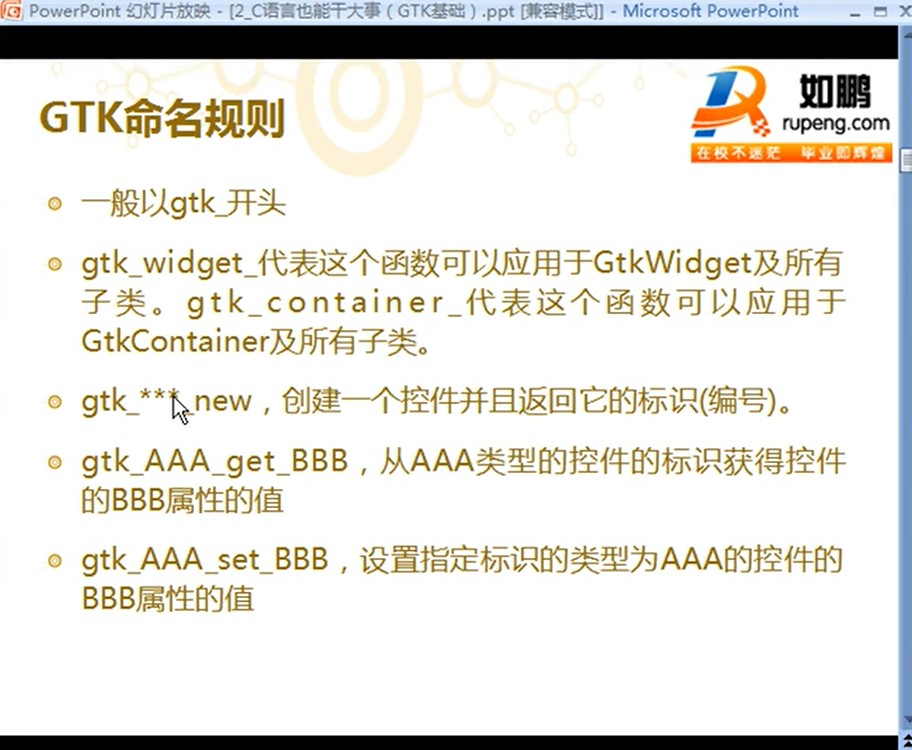 PowerPoint 幻灯片放映 - [2_C语言也能干大事（GTK基础）.ppt [兼容模式]] - Microsoft PowerPoint
如鹏
rupeng.com
在校不迷茫 毕业即辉煌
GTK命名规则
一般以gtk_开头
gtk_widget_代表这个函数可以应用于GtkWidget及所有
子类。gtk_container_代表这个函数可以应用于
GtkContainer及所有子类。
gtk_***_new，创建一个控件并且返回它的标识(编号)。
gtk_AAA_get_BBB，从AAA类型的控件的标识获得控件
的BBB属性的值
gtk_AAA_set_BBB，设置指定标识的类型为AAA的控件的
BBB属性的值